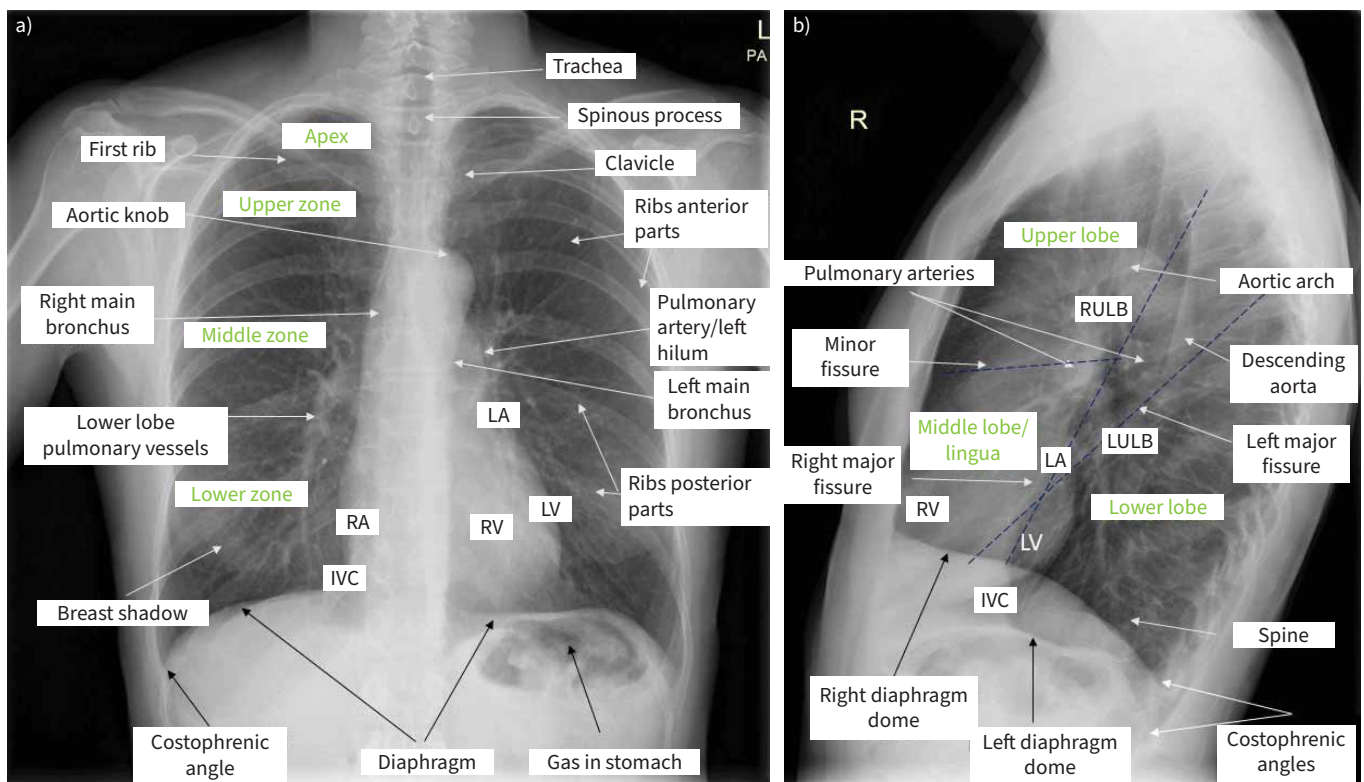 a)
L
PA
Trachea
Spinous process
Apex
First rib
Clavicle
Upper zone
Aortic knob
Ribs anterior
parts
Right main
bronchus
Middle zone
Pulmonary
artery/left
hilum
Left main
bronchus
Lower lobe
pulmonary vessels
LA
Lower zone
Ribs posterior
parts
RA
RV
LV
IVC
Breast shadow
Costophrenic
angle
Diaphragm
Gas in stomach
b)
R
Upper lobe
Pulmonary arteries
Aortic arch
RULB
Minor
fissure
Descending
aorta
Middle lobe/
lingua
LULB
Left major
fissure
Right major
fissure
LA
RV
Lower lobe
LV
IVC
Spine
Right diaphragm
dome
Left diaphragm
dome
Costophrenic
angles